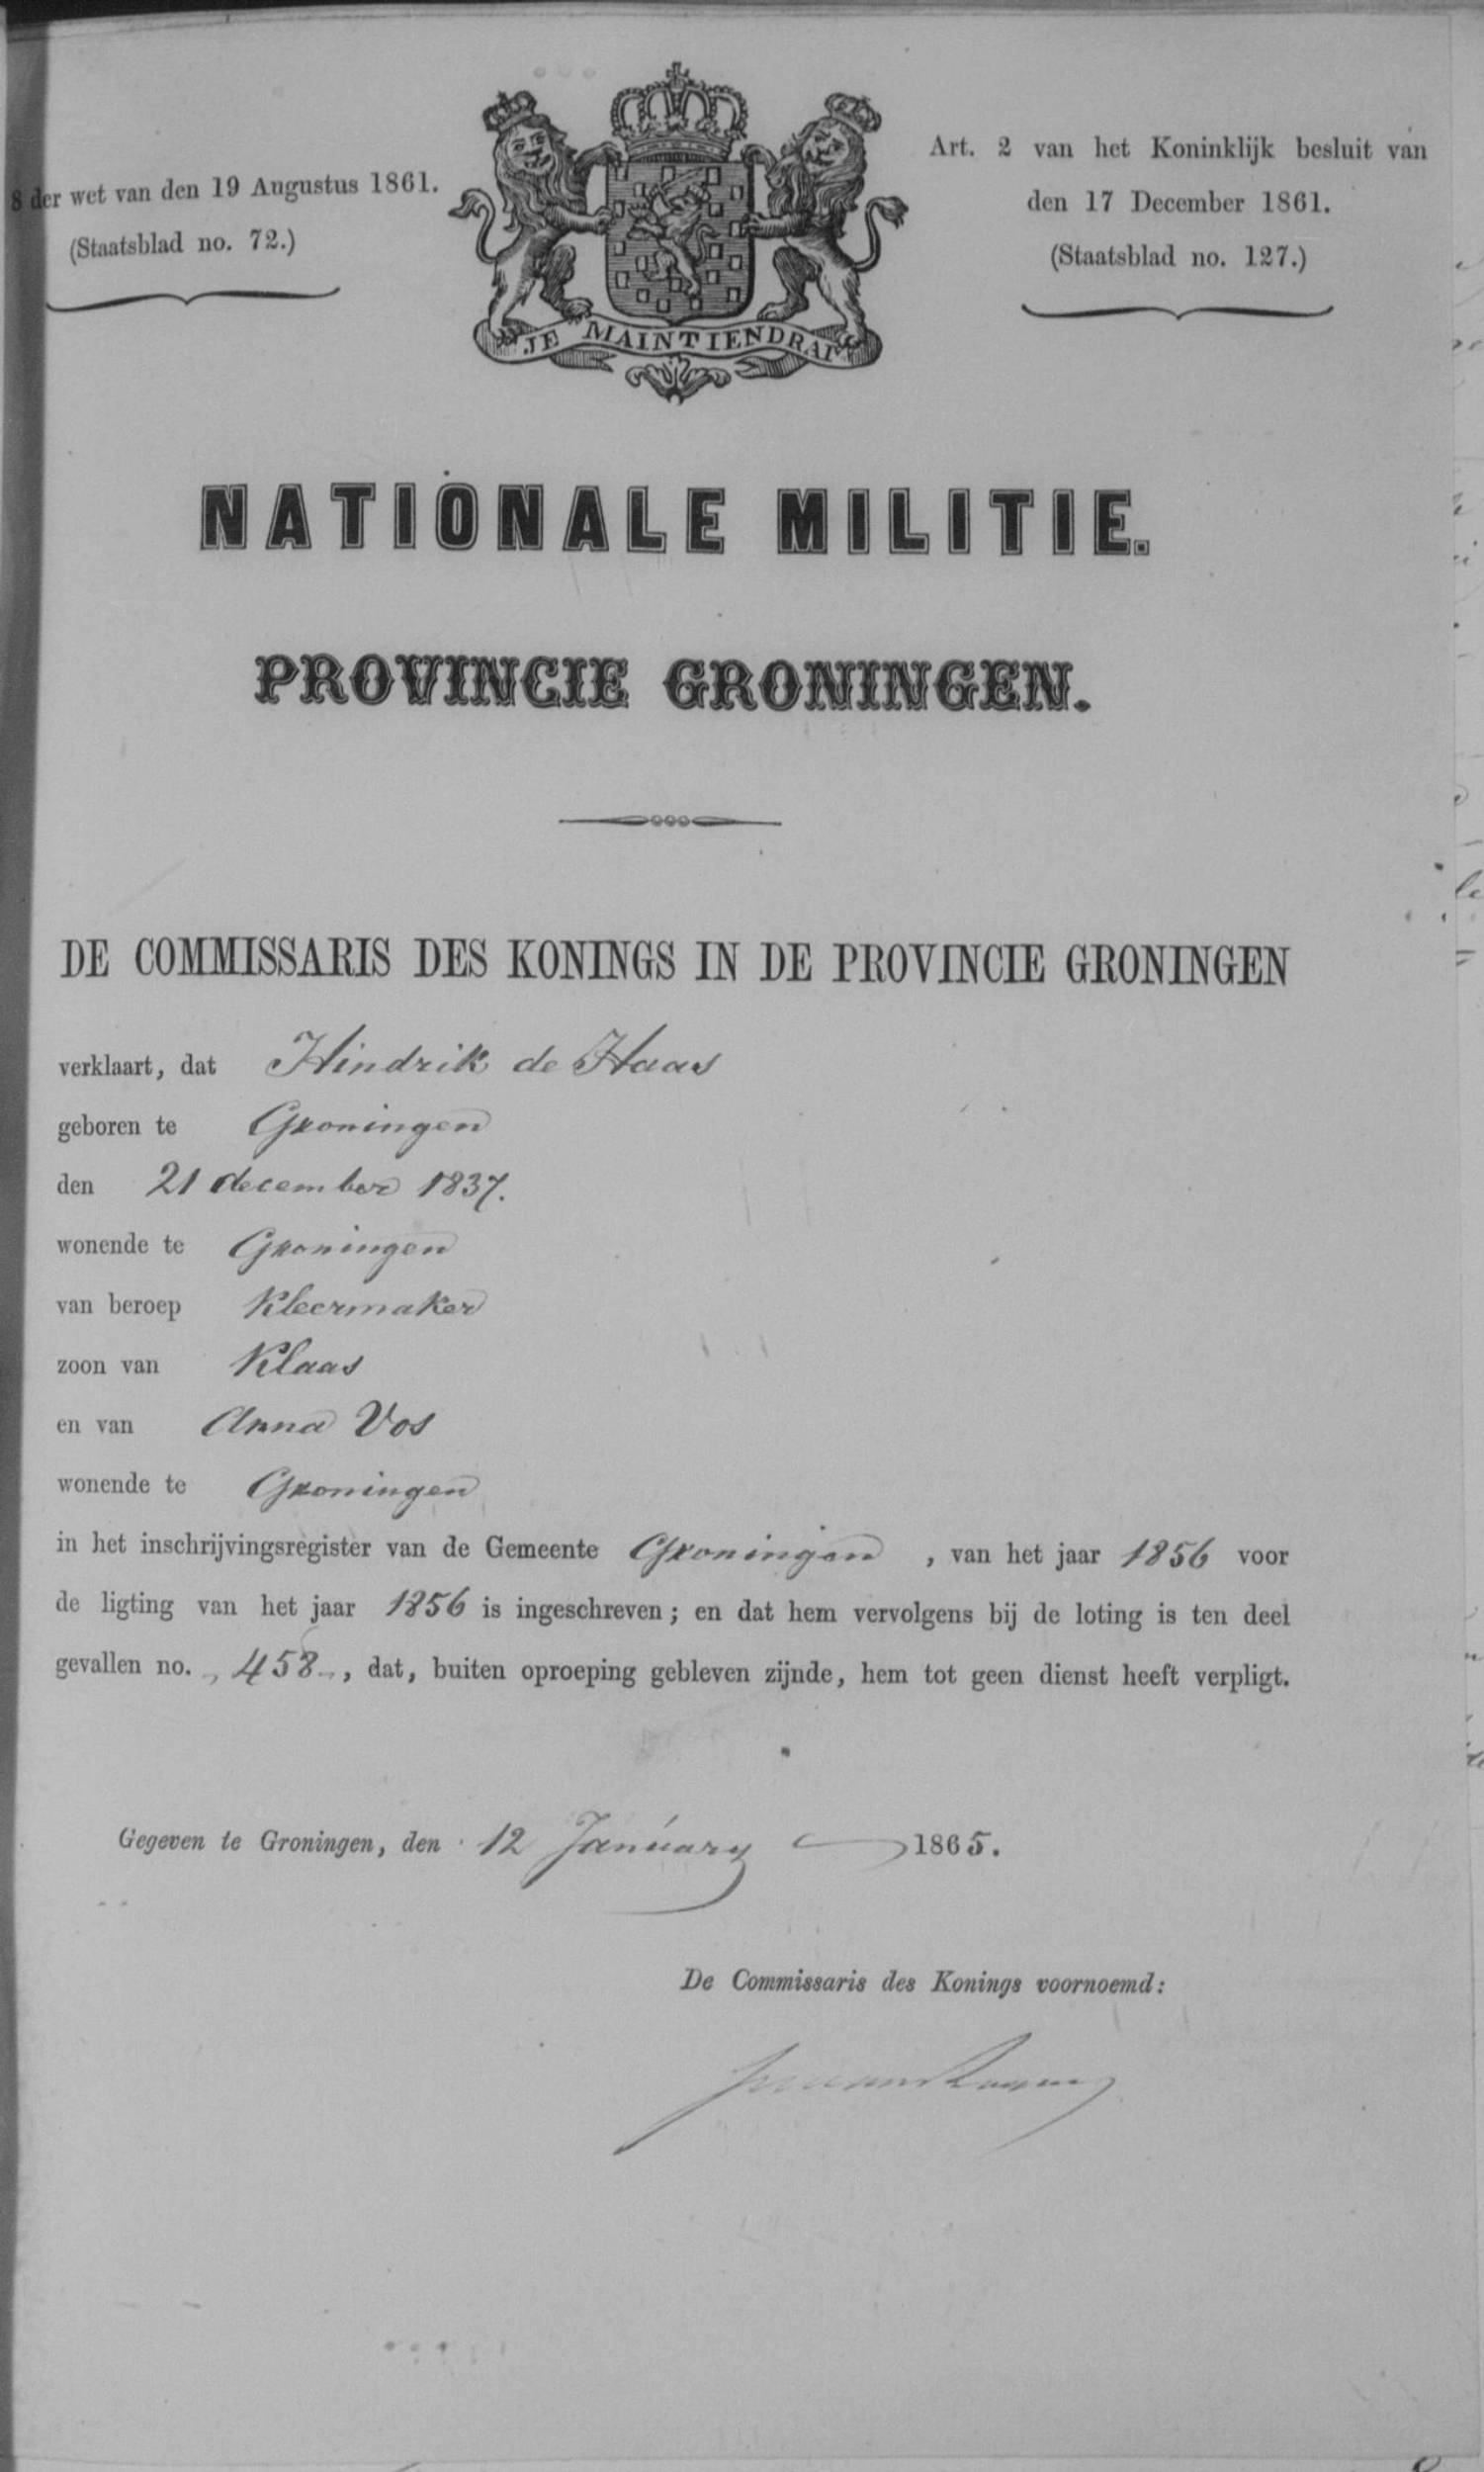 8 der wet van den 19 Augustus 1861.
(Staatsblad no. 72.)
Art. 2 van het Koninklijk besluit van
den 17 December 1861.
(Staatsblad no. 127.)
JE MAINTIENDRAI
NATIONALE MILITIE.
PROVINCIE GRONINGEN.
DE COMMISSARIS DES KONINGS IN DE PROVINCIE GRONINGEN
verklaart, dat Hindrik de Haas
geboren te Groningen
den 21 december 1837.
wonende te Groningen
van beroep Kleermaker
zoon van Klaas
en van Anna Vos
wonende te Groningen
in het inschrijvingsregister van de Gemeente Groningen, van het jaar 1856 voor
de ligting van het jaar 1856 is ingeschreven; en dat hem vervolgens bij de loting is ten deel
gevallen no. 458, dat, buiten oproeping gebleven zijnde, hem tot geen dienst heeft verpligt.
Gegeven te Groningen, den 12 January 1865.
De Commissaris des Konings voornoemd: